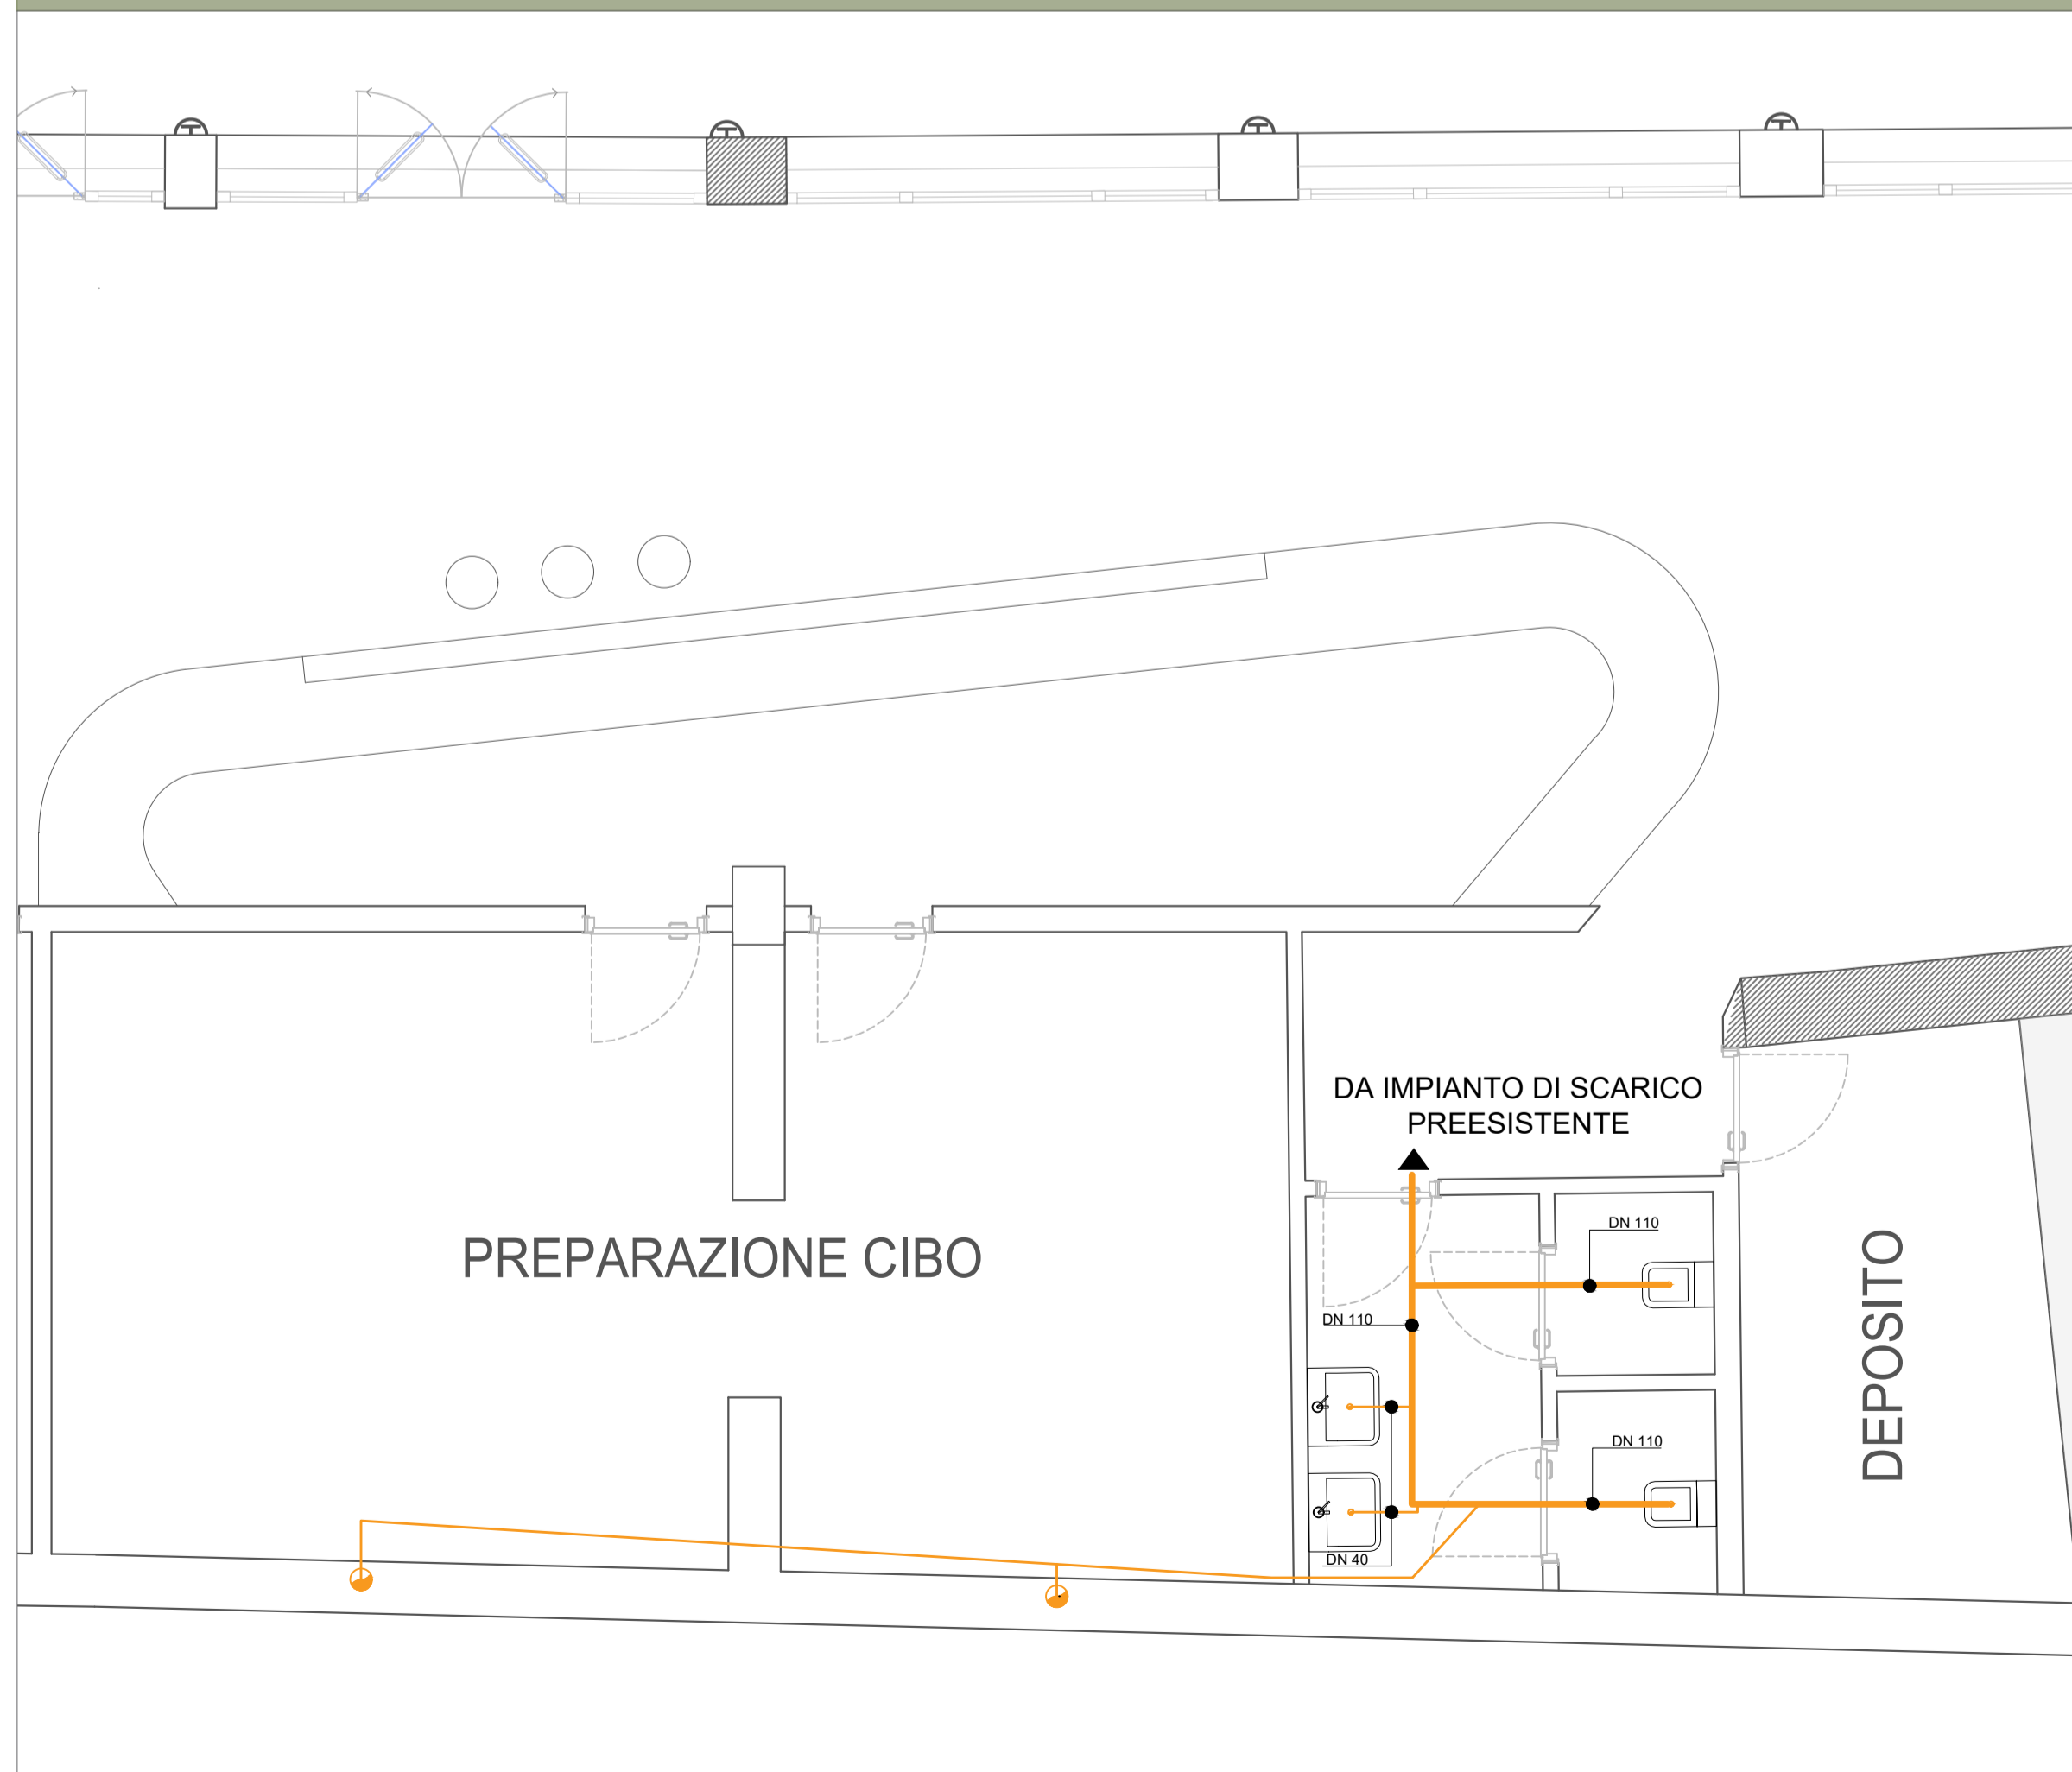 DA IMPIANTO DI SCARICO
PREESISTENTE
DN 110
PREPARAZIONE CIBO
DEPOSITO
DN 110
DN 110
DN 40